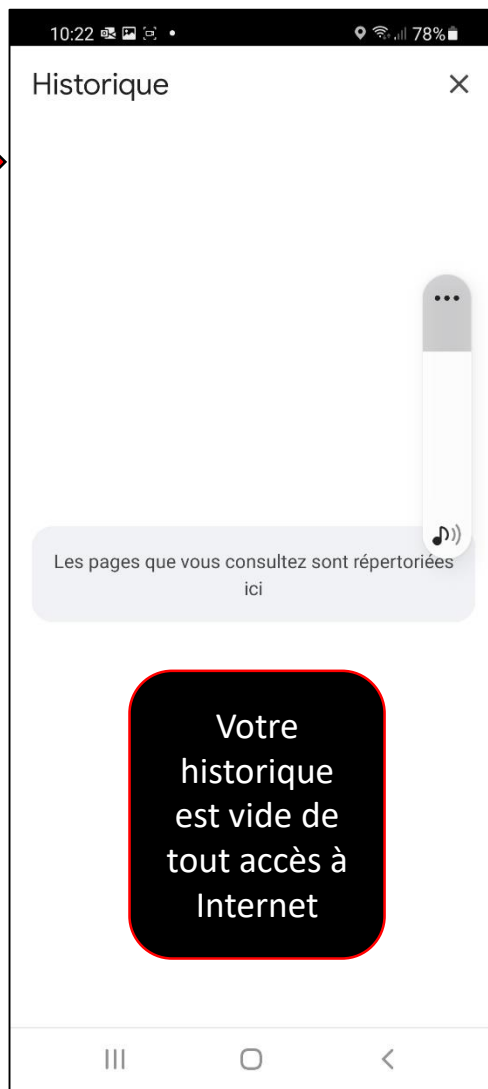 10:22 78%
Historique
Les pages que vous consultez sont répertoriées
ici
Votre
historique
est vide de
tout accès à
Internet